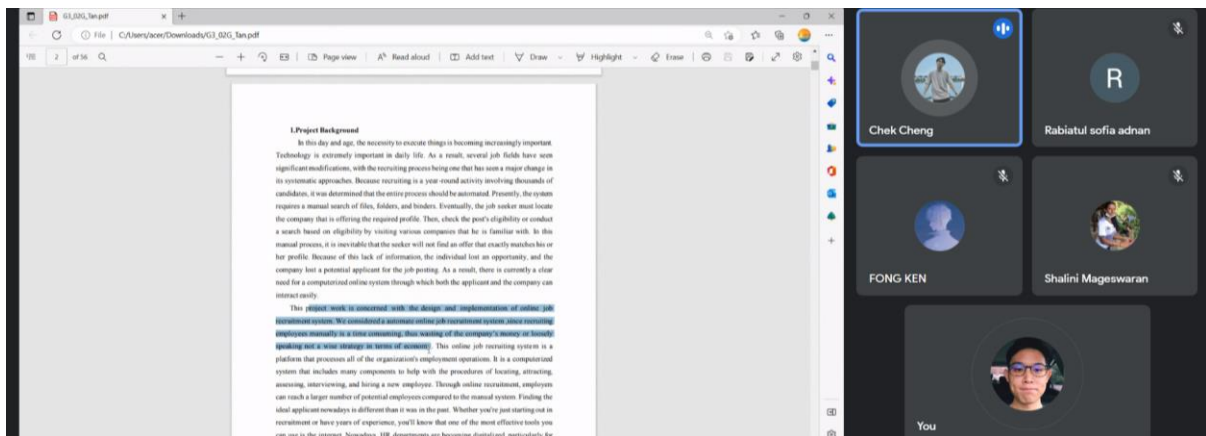 G3_02G_Tan.pdf
File | C:/Users/acer/Downloads/G3_02G_Tan.pdf
2 of 56
Page view
Read aloud
Add text
Draw
Highlight
Erase
1.Project Background
In this day and age, the necessity to execute things is becoming increasingly important.
Technology is extremely important in daily life. As a result, several job fields have seen
significant modifications, with the recruiting process being one that has seen a major change in
its systematic approaches. Because recruiting is a year-round activity involving thousands of
candidates, it was determined that the entire process should be automated. Presently, the system
requires a manual search of files, folders, and binders. Eventually, the job seeker must locate
the company that is offering the required profile. Then, check the post's eligibility or conduct
a search based on eligibility by visiting various companies that he is familiar with. In this
manual process, it is inevitable that the seeker will not find an offer that exactly matches his or
her profile. Because of this lack of information, the individual lost an opportunity, and the
company lost a potential applicant for the job posting. As a result, there is currently a clear
need for a computerized online system through which both the applicant and the company can
interact easily.
This project work is concerned with the design and implementation of online job
recruitment system. We considered a automate online job recruitment system ,since recruiting
employees manually is a time consuming, thus wasting of the company's money or loosely
speaking not a wise strategy in terms of economy. This online job recruiting system is a
platform that processes all of the organization's employment operations. It is a computerized
system that includes many components to help with the procedures of locating, attracting,
assessing, interviewing, and hiring a new employee. Through online recruitment, employers
can reach a larger number of potential employees compared to the manual system. Finding the
ideal applicant nowadays is different than it was in the past. Whether you're just starting out in
recruitment or have years of experience, you'll know that one of the most effective tools you
can use is the internet. Nowadays, HR departments are becoming digitalized, particularly for
Chek Cheng
R
Rabiatul sofia adnan
FONG KEN
Shalini Mageswaran
You